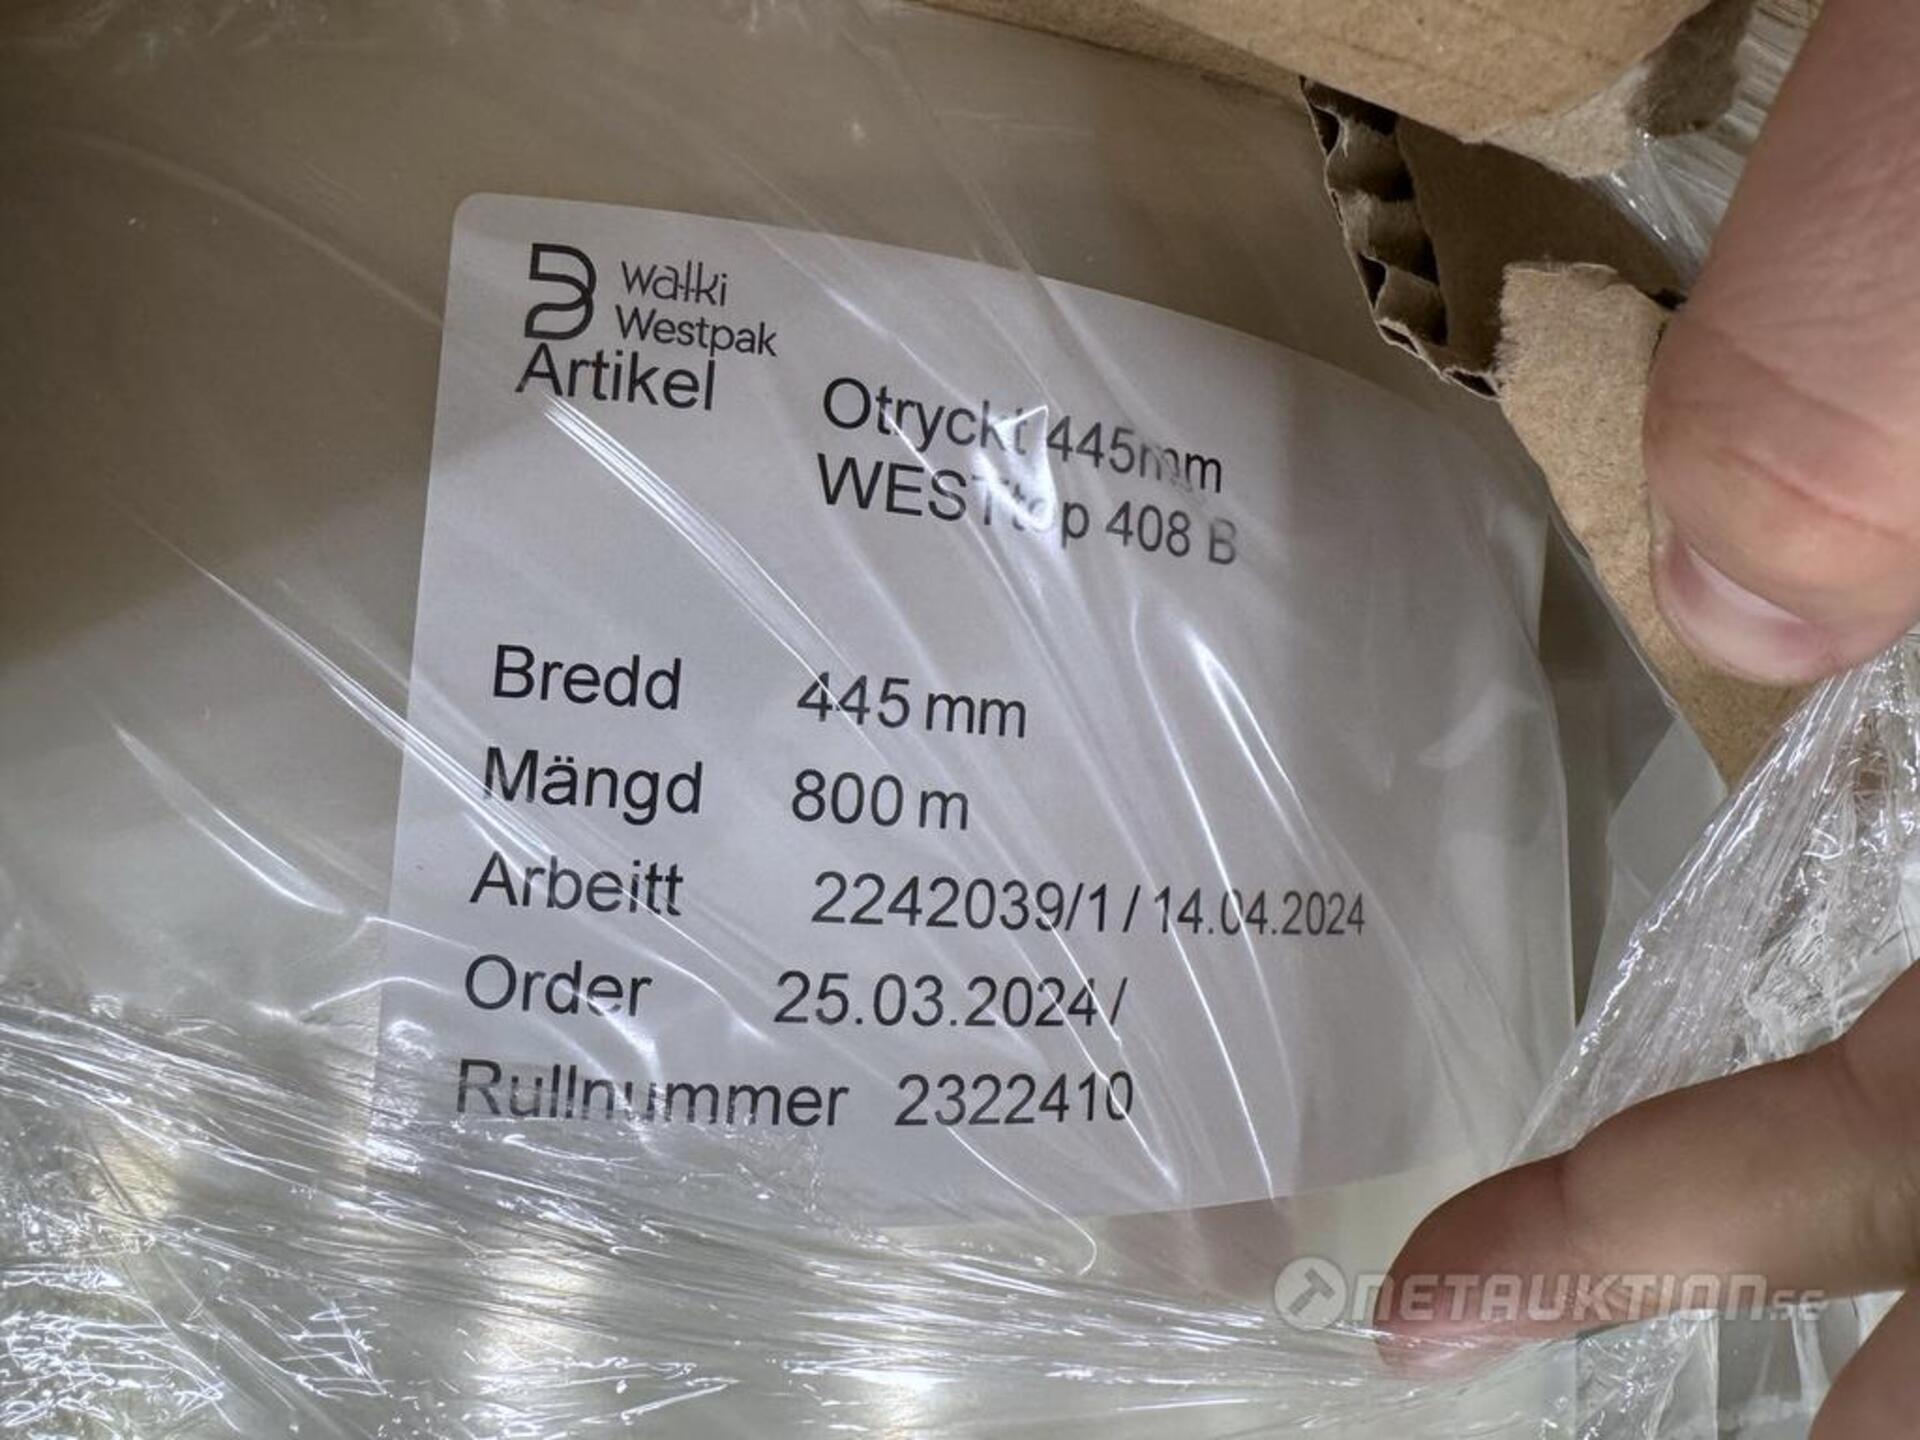 walki
Westpak
Artikel Otryckt 445mm
WESTtop 408 B
Bredd 445 mm
Mängd 800 m
Arbeitt 2242039/1 / 14.04.2024
Order 25.03.2024 /
Rullnummer 2322410
NETAUKTION.SE